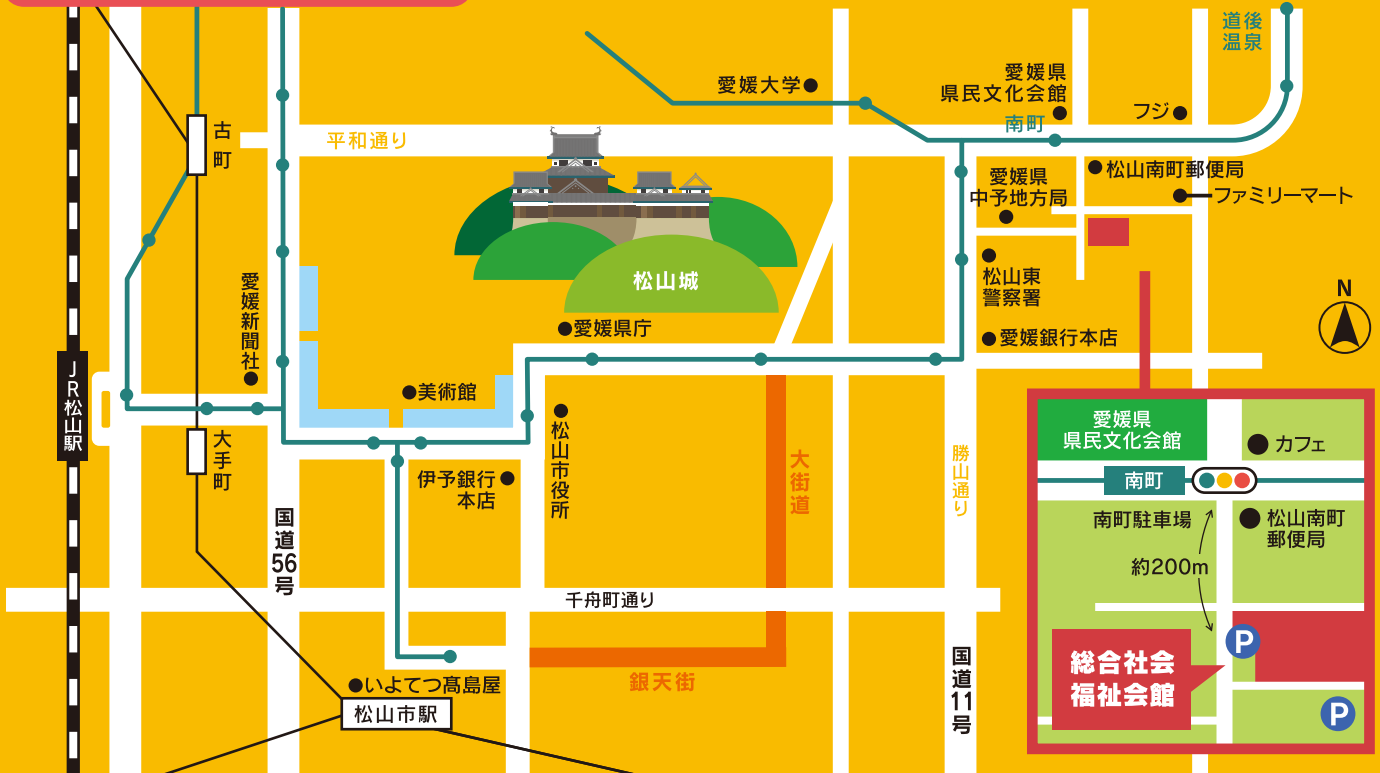 道後
温泉
愛媛県
県民文化会館
愛媛大学
フジ
南町
古町
平和通り
松山南町郵便局
愛媛県
中予地方局
ファミリーマート
松山城
松山東
警察署
N
愛媛新聞社
愛媛県庁
愛媛銀行本店
JR松山駅
美術館
松山市役所
大手町
伊予銀行
本店
大街道
勝山通り
国道56号
千舟町通り
銀天街
国道11号
いよてつ髙島屋
松山市駅
愛媛県
県民文化会館
カフェ
南町
南町駐車場
松山南町
郵便局
約200m
P
総合社会
福祉会館
P